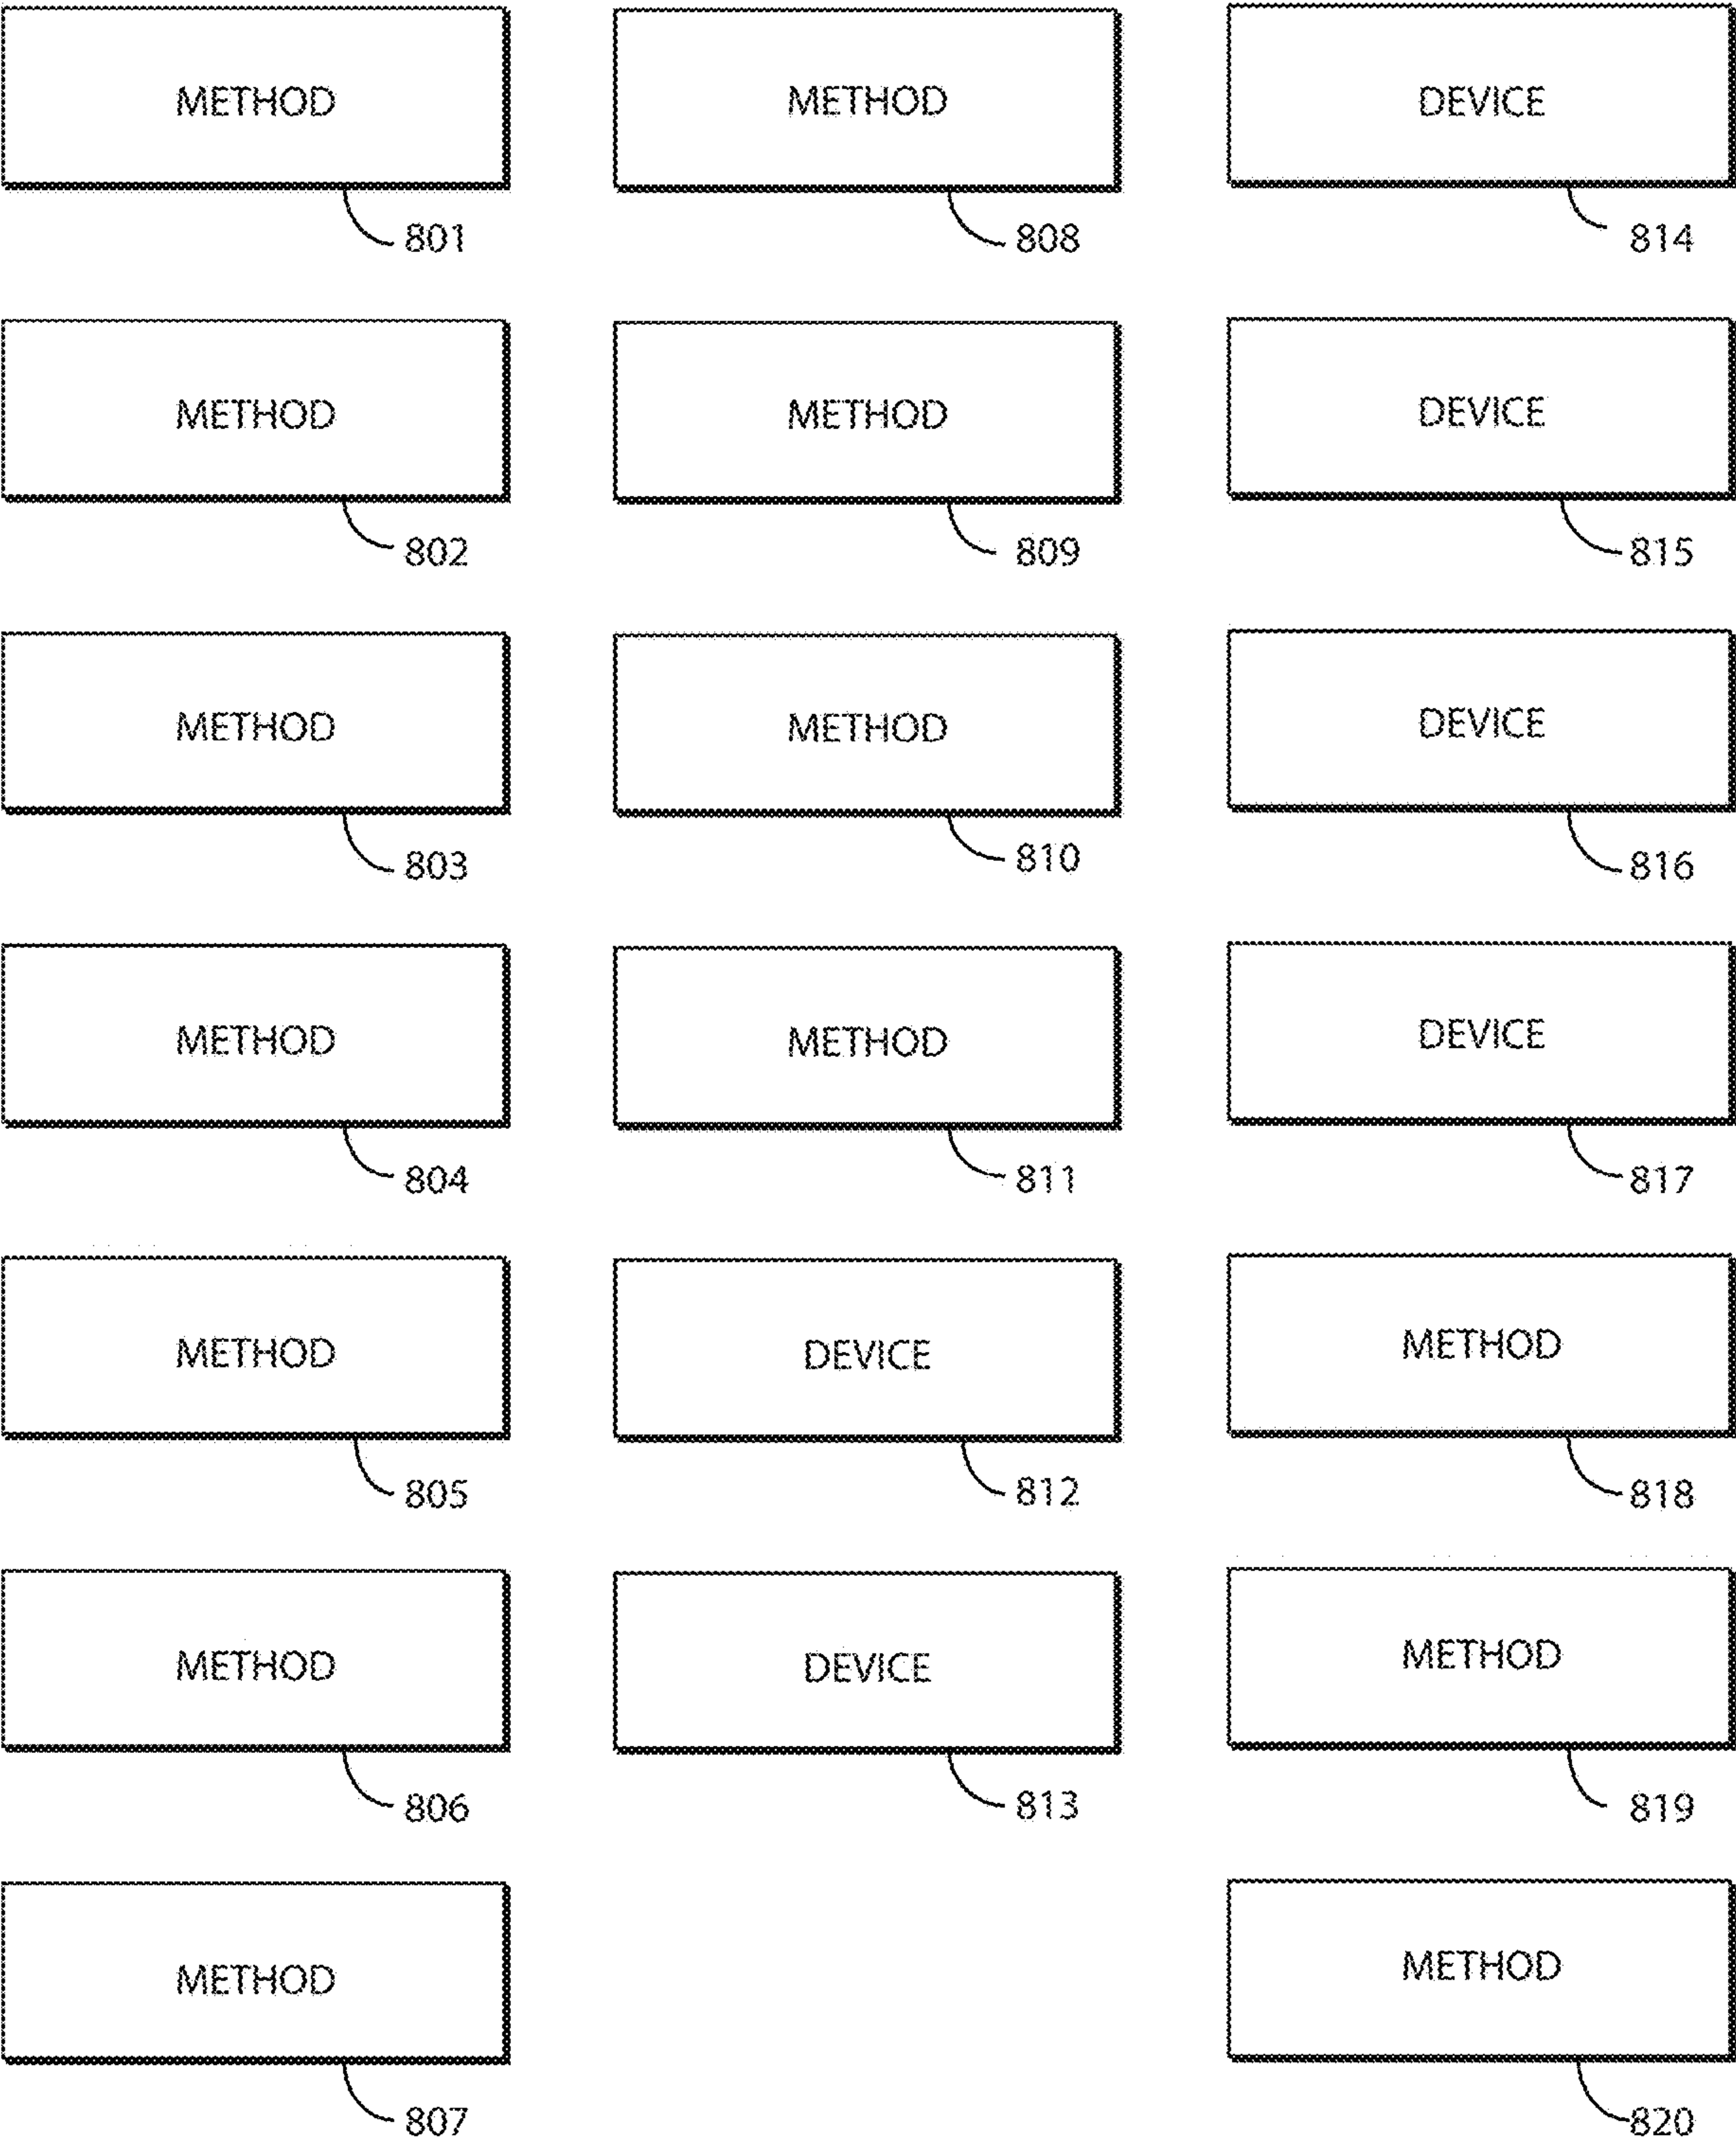 METHOD
801
METHOD
802
METHOD
803
METHOD
804
METHOD
805
METHOD
806
METHOD
807
METHOD
808
METHOD
809
METHOD
810
METHOD
811
DEVICE
812
DEVICE
813
DEVICE
814
DEVICE
815
DEVICE
816
DEVICE
817
METHOD
818
METHOD
819
METHOD
820